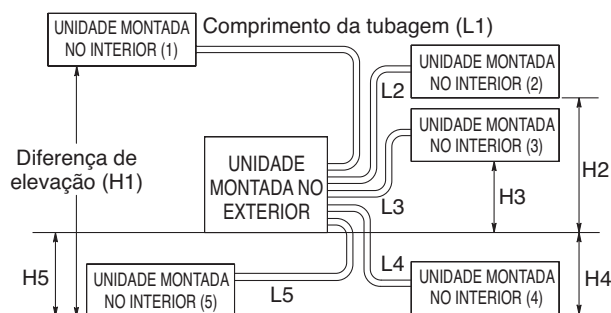 UNIDADE MONTADA
NO INTERIOR (1)
Comprimento da tubagem (L1)
UNIDADE MONTADA
NO INTERIOR (2)
L2
UNIDADE MONTADA
NO INTERIOR (3)
Diferença de
elevação (H1)
UNIDADE
MONTADA NO
EXTERIOR
L3
H3
H2
H5
UNIDADE MONTADA
NO INTERIOR (5)
L5
L4
UNIDADE MONTADA
NO INTERIOR (4)
H4